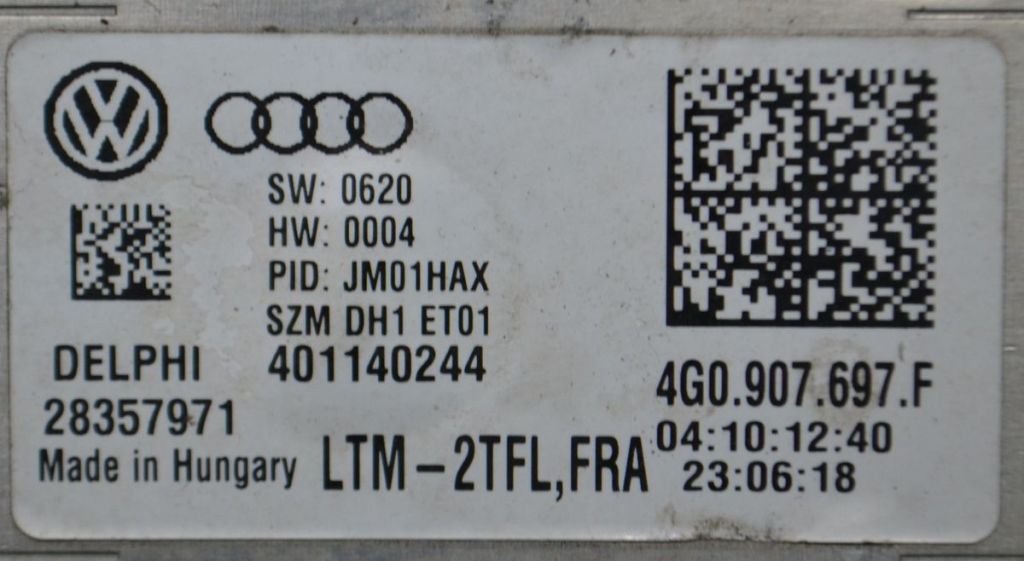 SW: 0620
HW: 0004
PID: JM01HAX
SZM DH1 ET01
401140244
DELPHI
28357971
Made in Hungary
LTM-2TFL,FRA
4G0.907.697.F
04:10:12:40
23:06:18